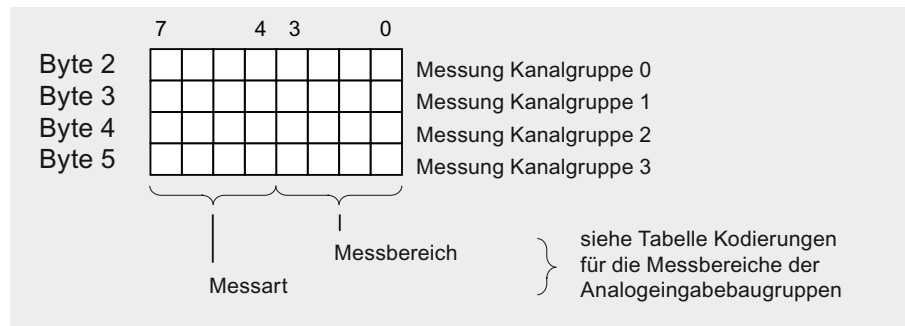 7 4 3 0
Byte 2 Messung Kanalgruppe 0
Byte 3 Messung Kanalgruppe 1
Byte 4 Messung Kanalgruppe 2
Byte 5 Messung Kanalgruppe 3
Messbereich
Messart
siehe Tabelle Kodierungen
für die Messbereiche der
Analogeingabebaugruppen